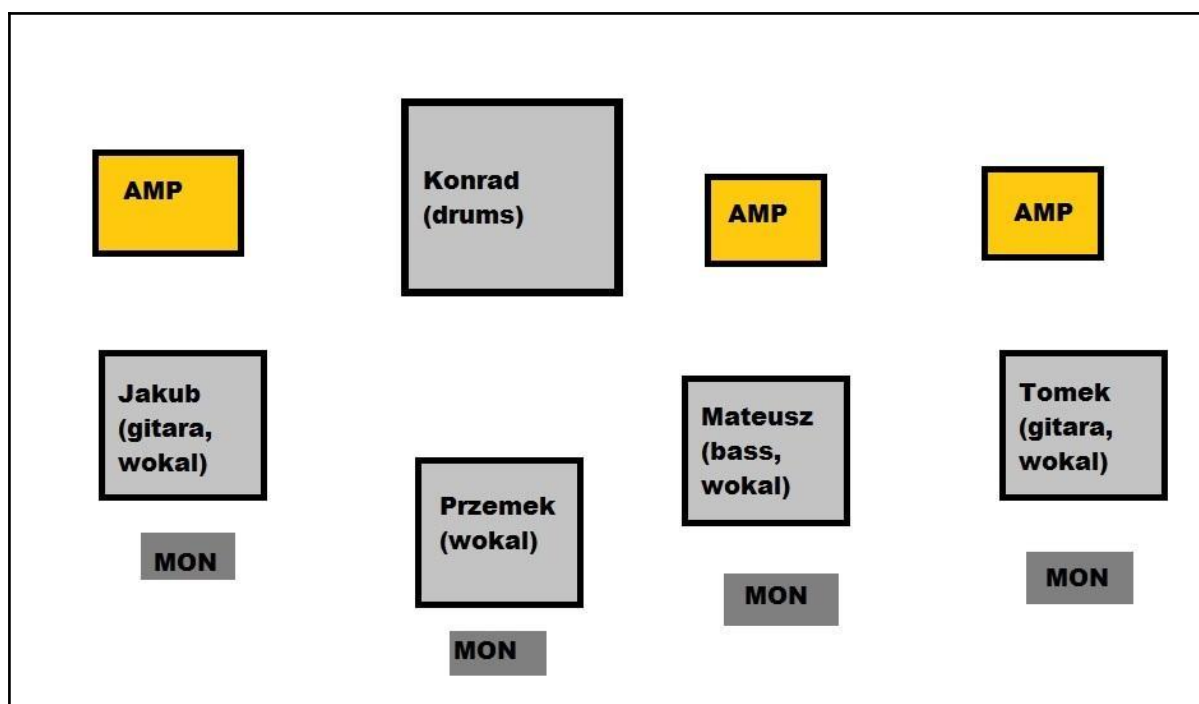 AMP
Konrad
(drums)
AMP
AMP
Jakub
(gitara,
wokal)
Przemek
(wokal)
Mateusz
(bass,
wokal)
Tomek
(gitara,
wokal)
MON
MON
MON
MON